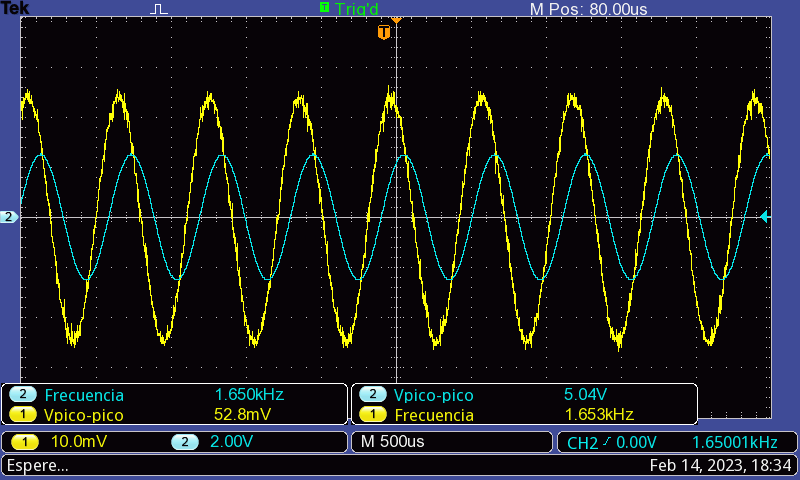 Tek T Trig'd M Pos: 80.00us
T
2
2 Frecuencia 1.650kHz 2 Vpico-pico 5.04V
1 Vpico-pico 52.8mV 1 Frecuencia 1.653kHz
1 10.0mV 2 2.00V M 500us CH2 0.00V 1.65001kHz
Espere... Feb 14, 2023, 18:34